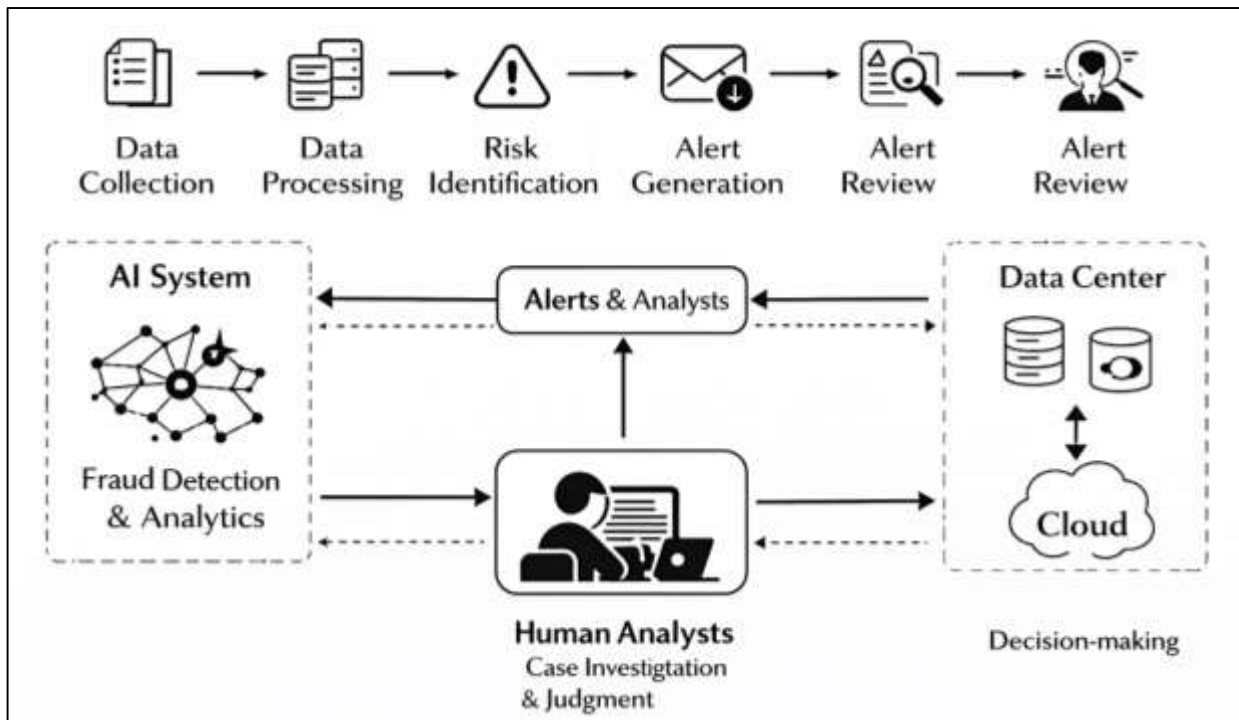 Data
Collection
Data
Processing
Risk
Identification
Alert
Generation
Alert
Review
Alert
Review
AI System
Fraud Detection
& Analytics
Alerts & Analysts
Human Analysts
Case Investigtation
& Judgment
Data Center
Cloud
Decision-making